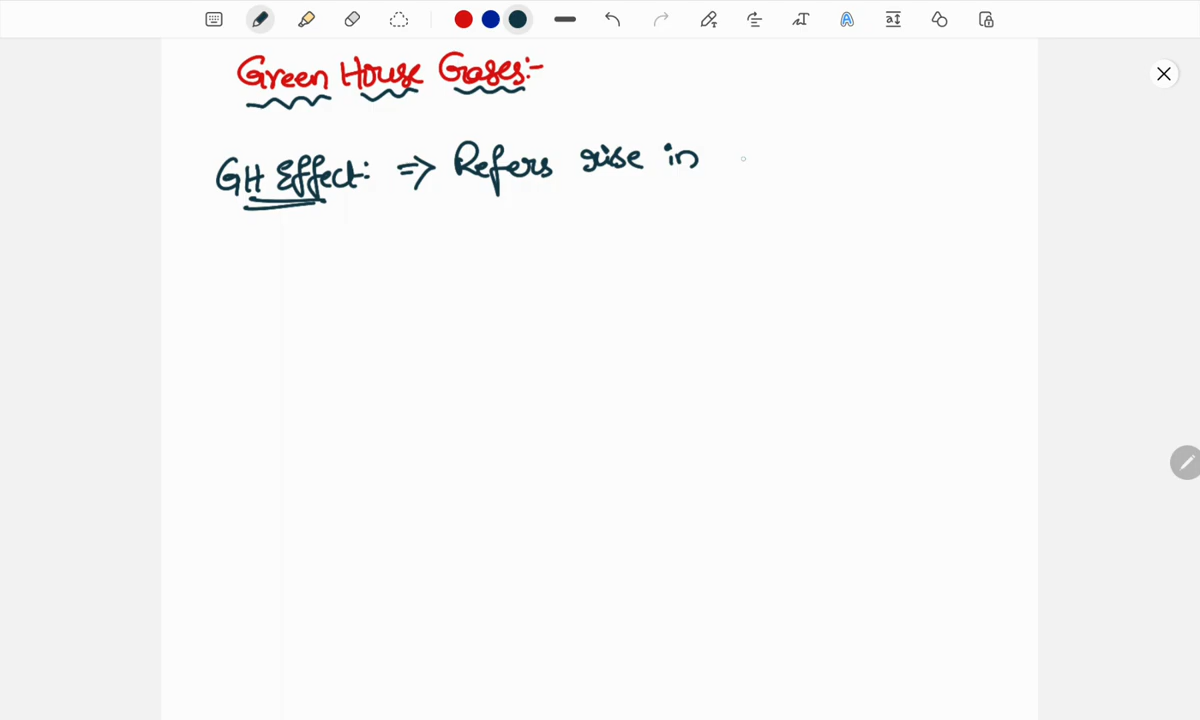 Green House Gases:-
GH Effect: => Refers rise in